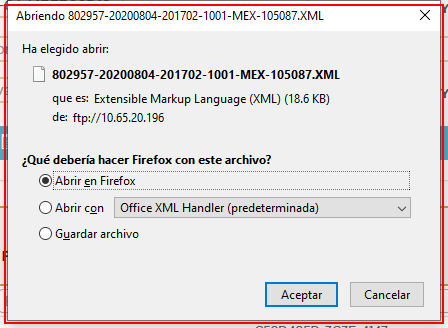 Abriendo 802957-20200804-201702-1001-MEX-105087.XML
Ha elegido abrir:
802957-20200804-201702-1001-MEX-105087.XML
que es: Extensible Markup Language (XML) (18.6 KB)
de: ftp://10.65.20.196
¿Qué debería hacer Firefox con este archivo?
Abrir en Firefox
Abrir con Office XML Handler (predeterminada)
Guardar archivo
Aceptar Cancelar